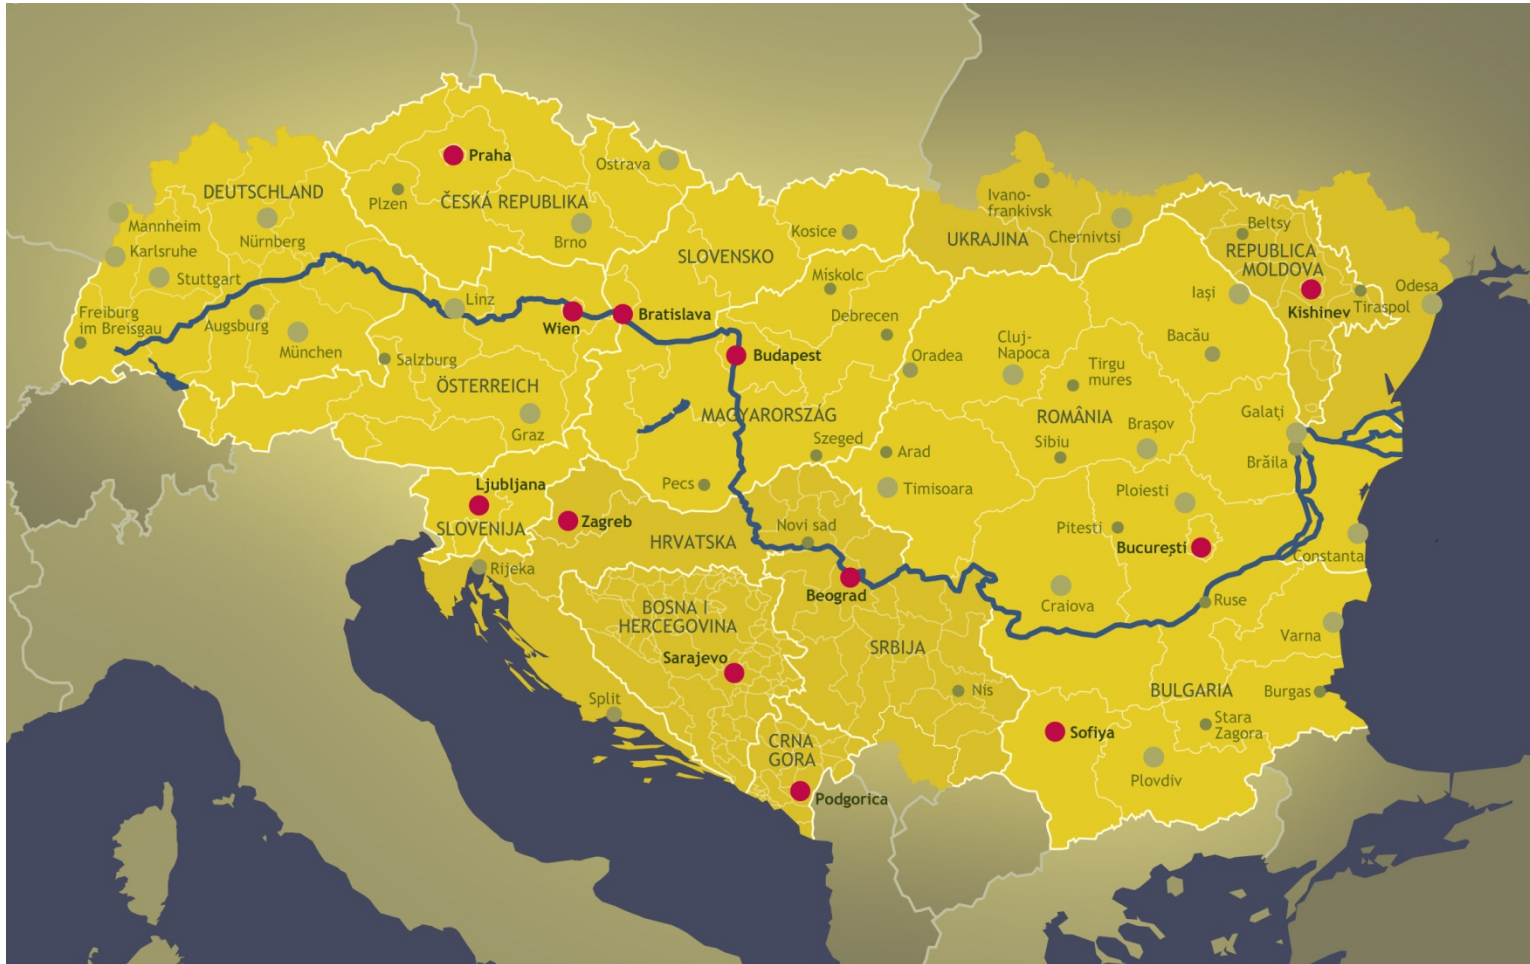 Praha
Ostrava
Plzen
ČESKÁ REPUBLIKA
Brno
DEUTSCHLAND
Mannheim
Nürnberg
Karlsruhe
Stuttgart
Freiburg
im Breisgau
Augsburg
München
Linz
Wien
Salzburg
ÖSTERREICH
Graz
SLOVENSKO
Kosice
Bratislava
Miskolc
Debrecen
Budapest
MAGYARORSZÁG
Szeged
Pecs
Ivano-
frankivsk
UKRAJINA
Chernivtsi
Beltsy
REPUBLICA
MOLDOVA
Kishinev
Tiraspol
Odesa
Iași
Bacău
Oradea
Cluj-
Napoca
Tirgu
mures
ROMÂNIA
Sibiu
Brașov
Galați
Brăila
Arad
Timisoara
Ploiesti
Pitesti
București
Constanta
Craiova
Ljubljana
SLOVENIJA
Zagreb
HRVATSKA
Rijeka
Split
Novi sad
Beograd
BOSNA I
HERCEGOVINA
Sarajevo
SRBIJA
Nis
CRNA
GORA
Podgorica
Ruse
Varna
BULGARIA
Burgas
Sofiya
Stara
Zagora
Plovdiv